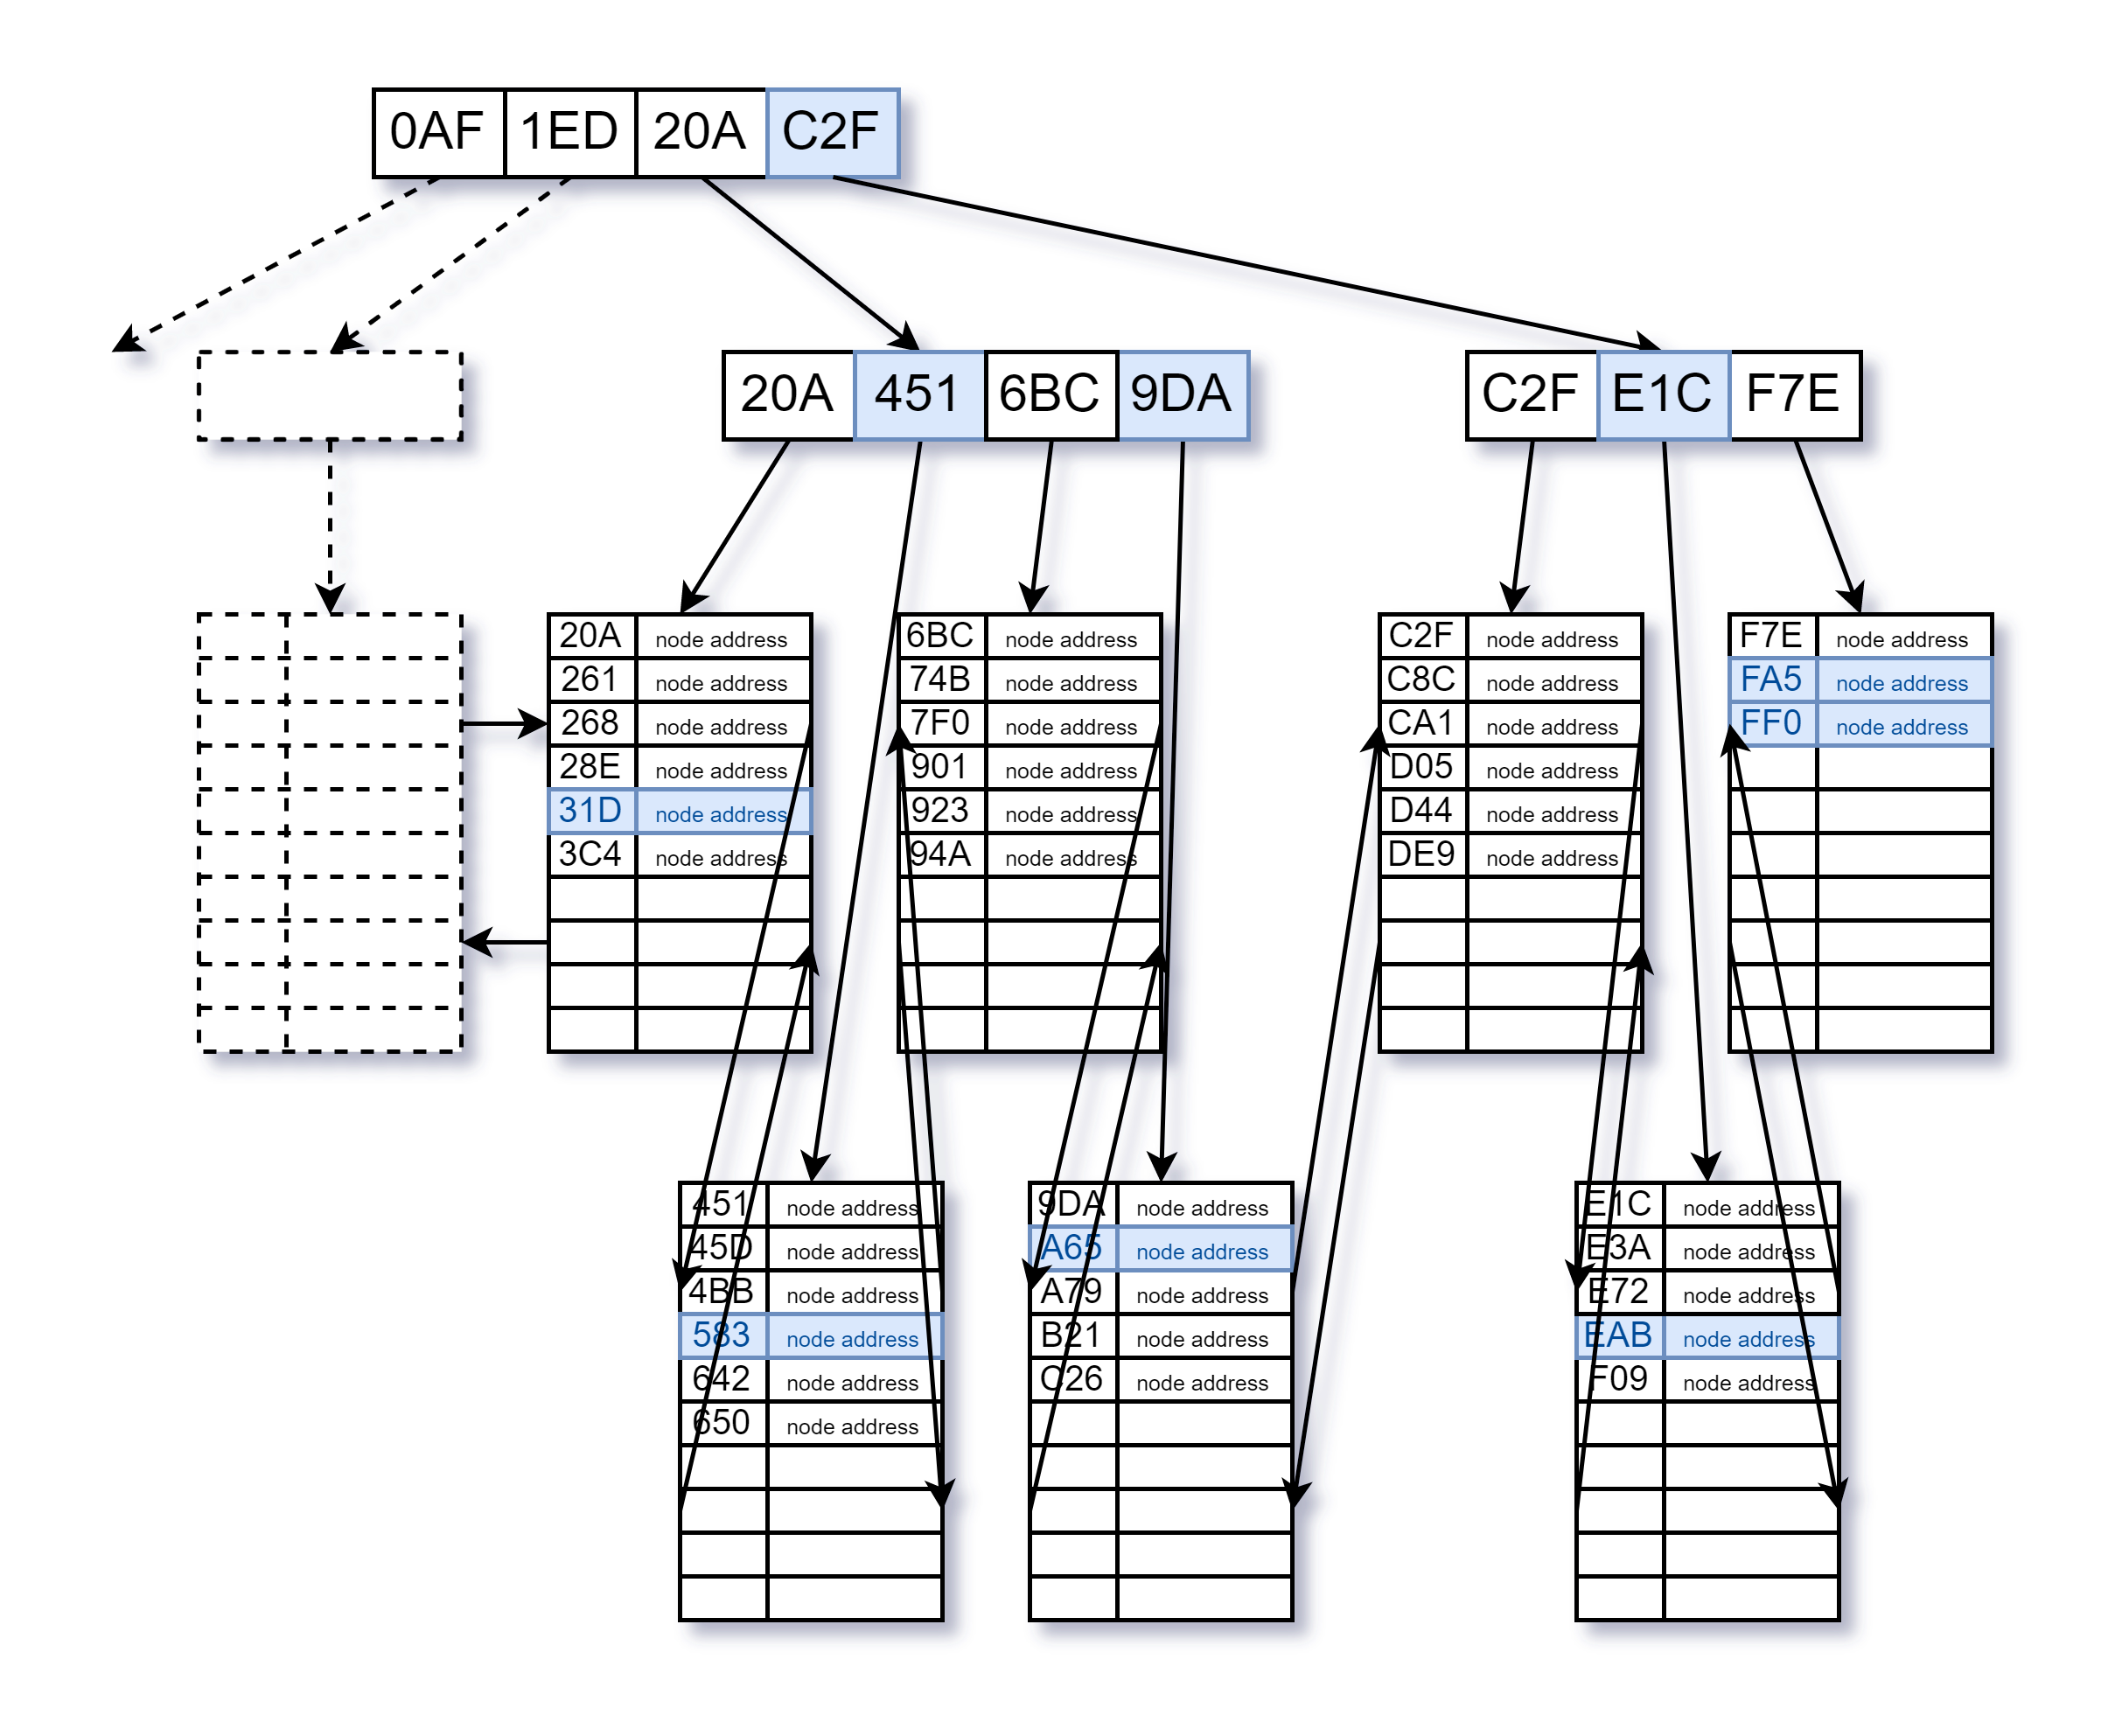 0AF 1ED 20A C2F
20A 451 6BC 9DA
C2F E1C F7E
20A node address
261 node address
268 node address
28E node address
31D node address
3C4 node address
6BC node address
74B node address
7F0 node address
901 node address
923 node address
94A node address
C2F node address
C8C node address
CA1 node address
D05 node address
D44 node address
DE9 node address
F7E node address
FA5 node address
FF0 node address
451 node address
45D node address
4BB node address
583 node address
642 node address
650 node address
9DA node address
A65 node address
A79 node address
B21 node address
C26 node address
E1C node address
E3A node address
E72 node address
EAB node address
F09 node address